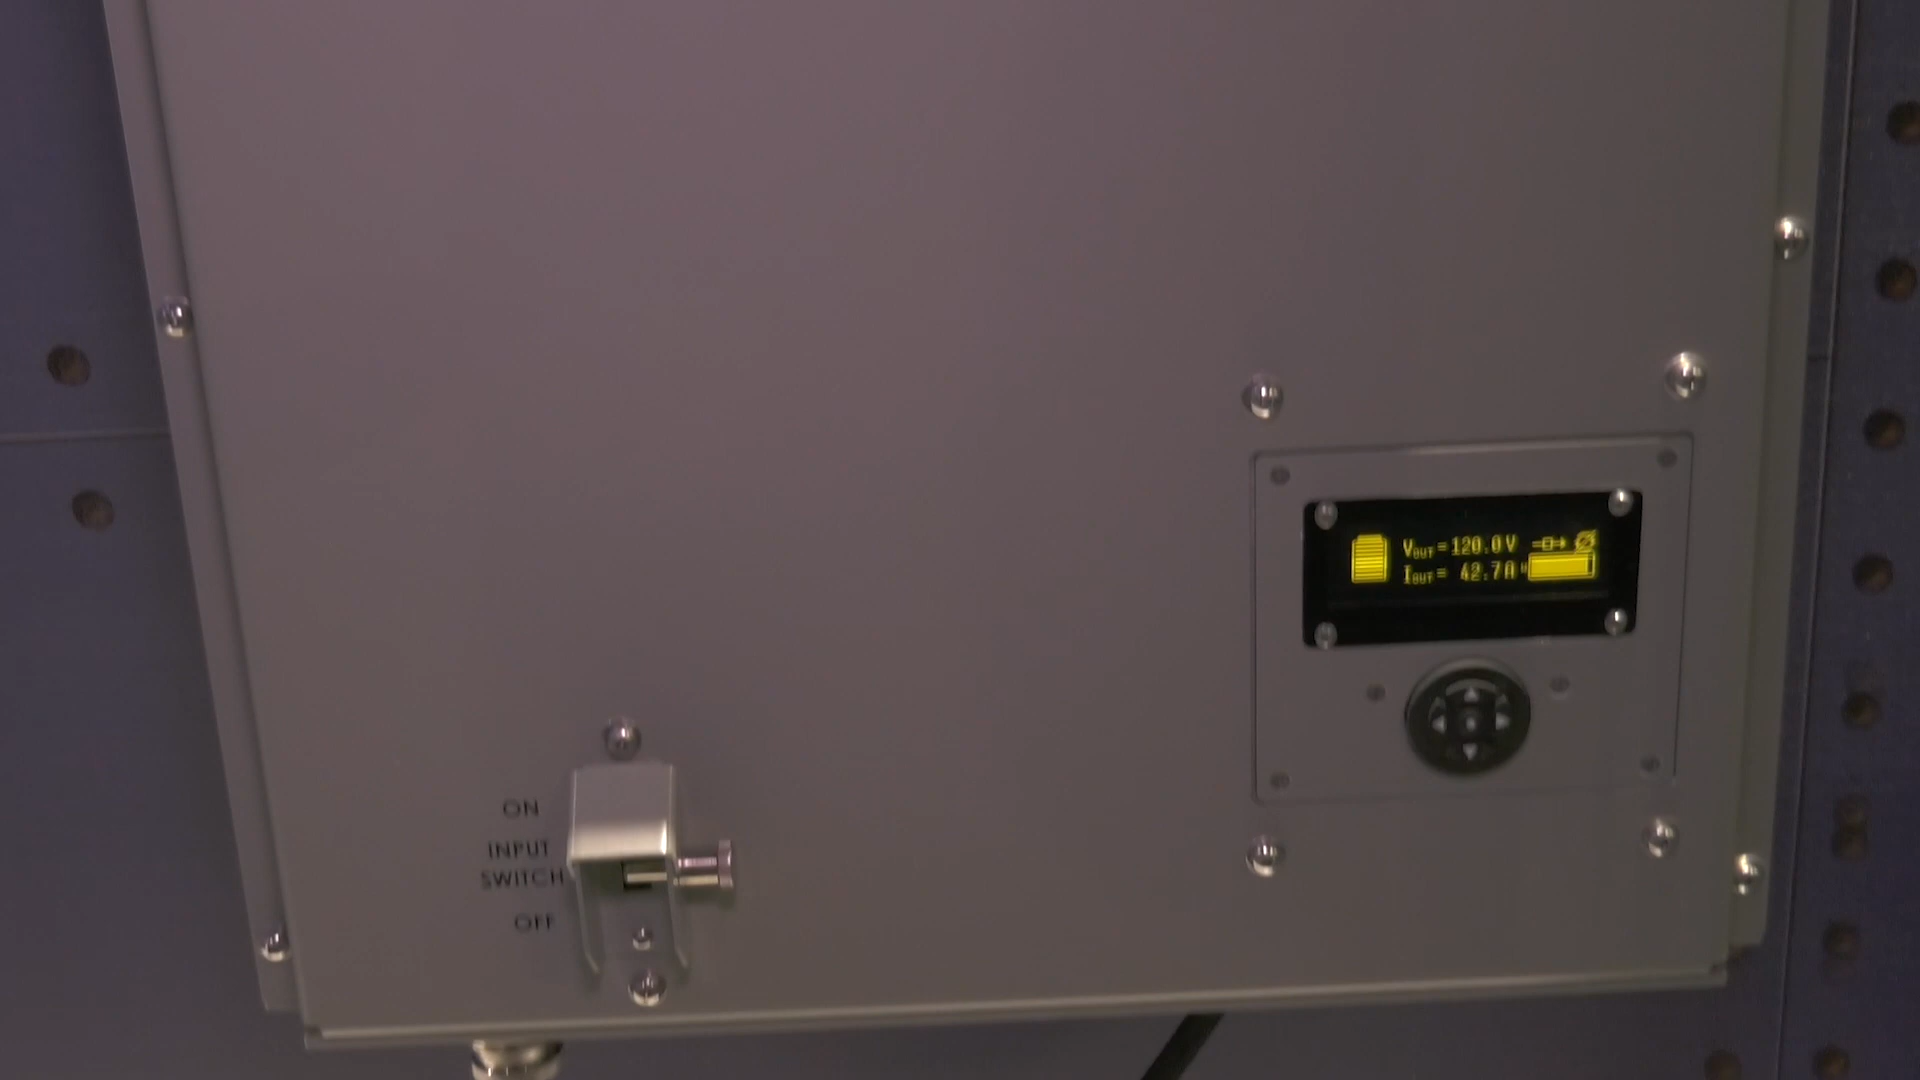 VOUT=120.0V
IOUT= 42.7A
ON
INPUT
SWITCH
OFF